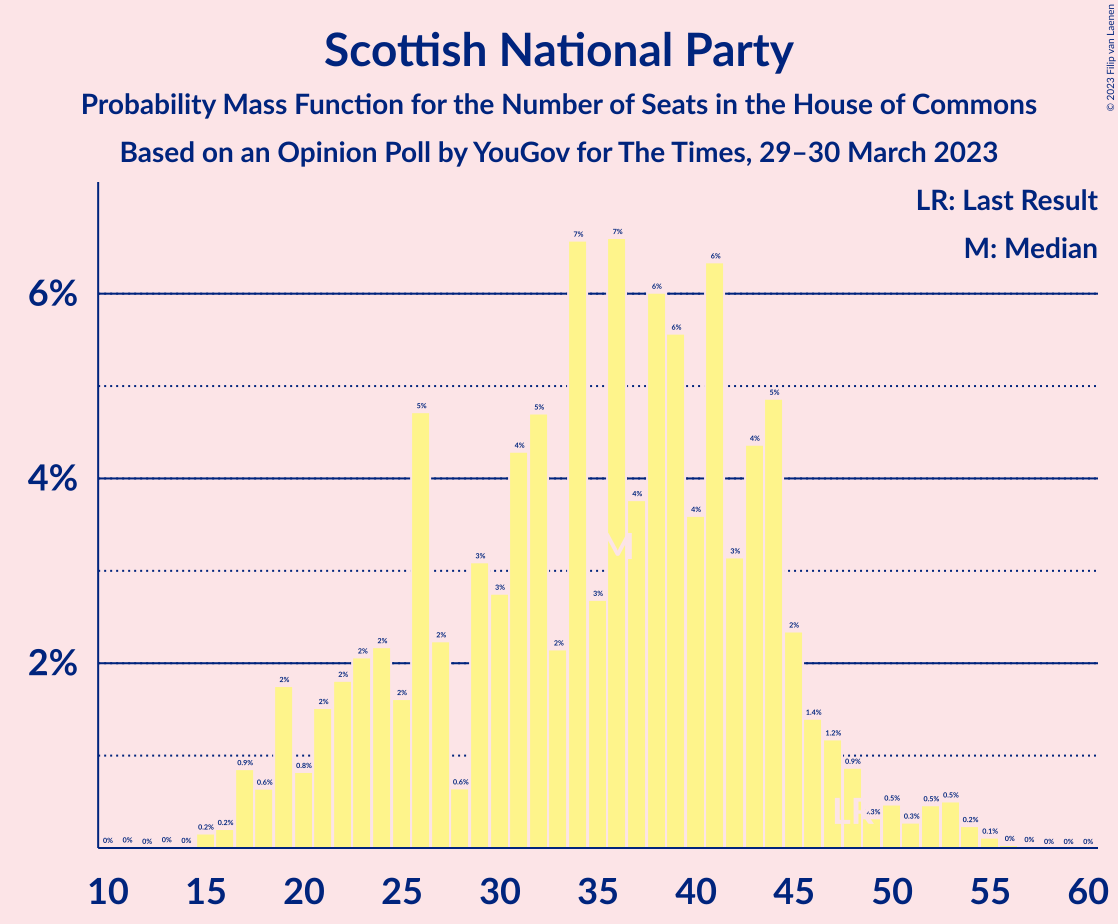 Scottish National Party
Probability Mass Function for the Number of Seats in the House of Commons
Based on an Opinion Poll by YouGov for The Times, 29–30 March 2023
© 2023 Filip van Laenen
LR: Last Result
M: Median
6%
4%
2%
0% 0% 0% 0% 0% 0.2% 0.2% 0.9% 0.6% 2% 0.8% 2% 2% 2% 2% 2% 5% 2% 0.6% 3% 3% 4% 5% 2% 7% 3% 7% 4% 6% 6% 4% 6% 3% 4% 5% 2% 1.4% 1.2% 0.9% 0.5% 0.3% 0.5% 0.5% 0.2% 0.1% 0% 0% 0% 0% 0%
M
10 15 20 25 30 35 40 45 50 55 60